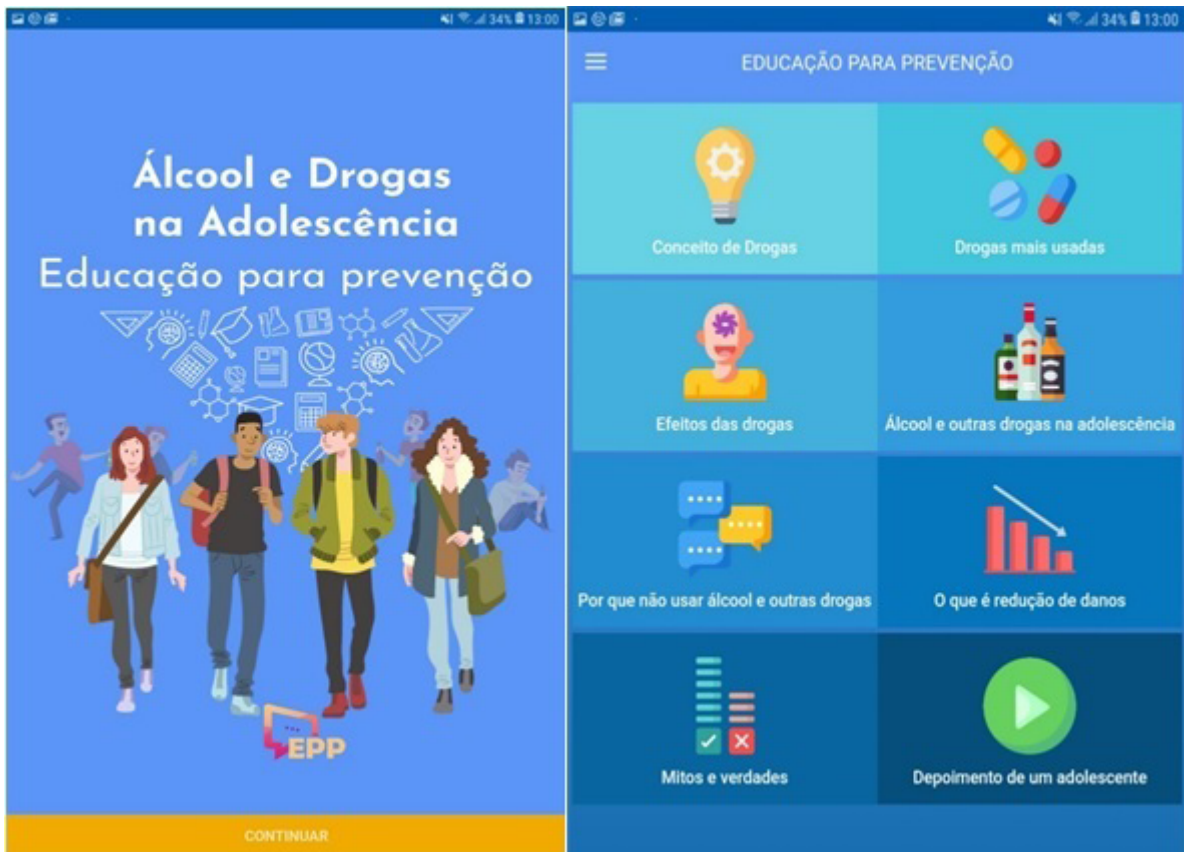 34% 13:00
Álcool e Drogas
na Adolescência
Educação para prevenção
EPP
CONTINUAR
34% 13:00
EDUCAÇÃO PARA PREVENÇÃO
Conceito de Drogas
Drogas mais usadas
Efeitos das drogas
Álcool e outras drogas na adolescência
Por que não usar álcool e outras drogas
O que é redução de danos
Mitos e verdades
Depoimento de um adolescente